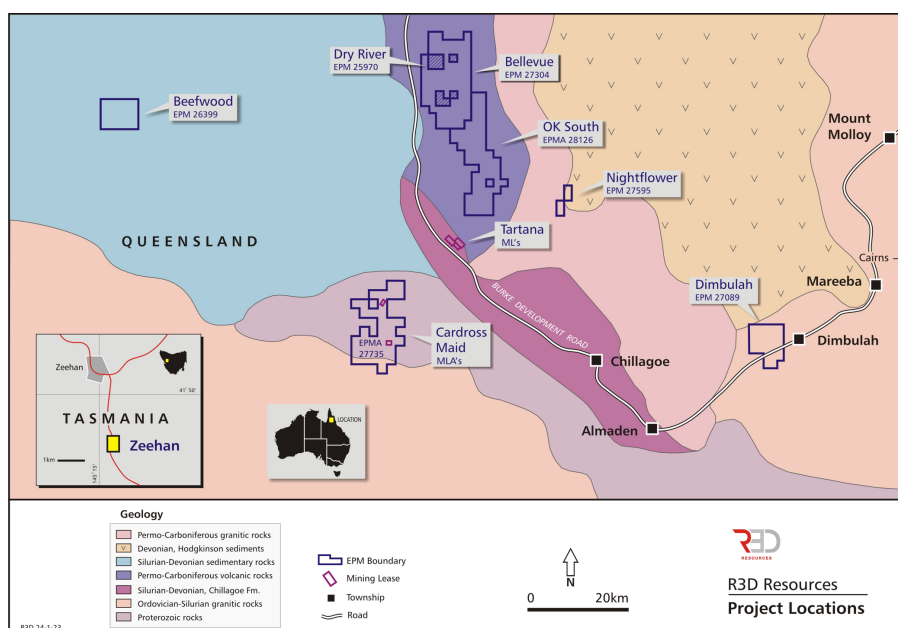 Dry River
EPM 25970
Bellevue
EPM 27304
Beefwood
EPM 26399
OK South
EPMA 28126
Mount
Molloy
Nightflower
EPM 27595
Tartana
ML's
QUEENSLAND
Cairns
Dimbulah
EPM 27089
Mareeba
BURKE DEVELOPMENT ROAD
EPMA
27735
Cardross
Maid
MLA's
Dimbulah
Chillagoe
Almaden
Zeehan
41° 50'
TASMANIA
Zeehan
1km
145° 15'
LOCATION
Geology
Permo-Carboniferous granitic rocks
Devonian, Hodgkinson sediments
Silurian-Devonian sedimentary rocks
Permo-Carboniferous volcanic rocks
Silurian-Devonian, Chillagoe Fm.
Ordovician-Silurian granitic rocks
Proterozoic rocks
EPM Boundary
Mining Lease
Township
Road
N
0 20km
R3D
RESOURCES
R3D Resources
Project Locations
R3D 24-1-23